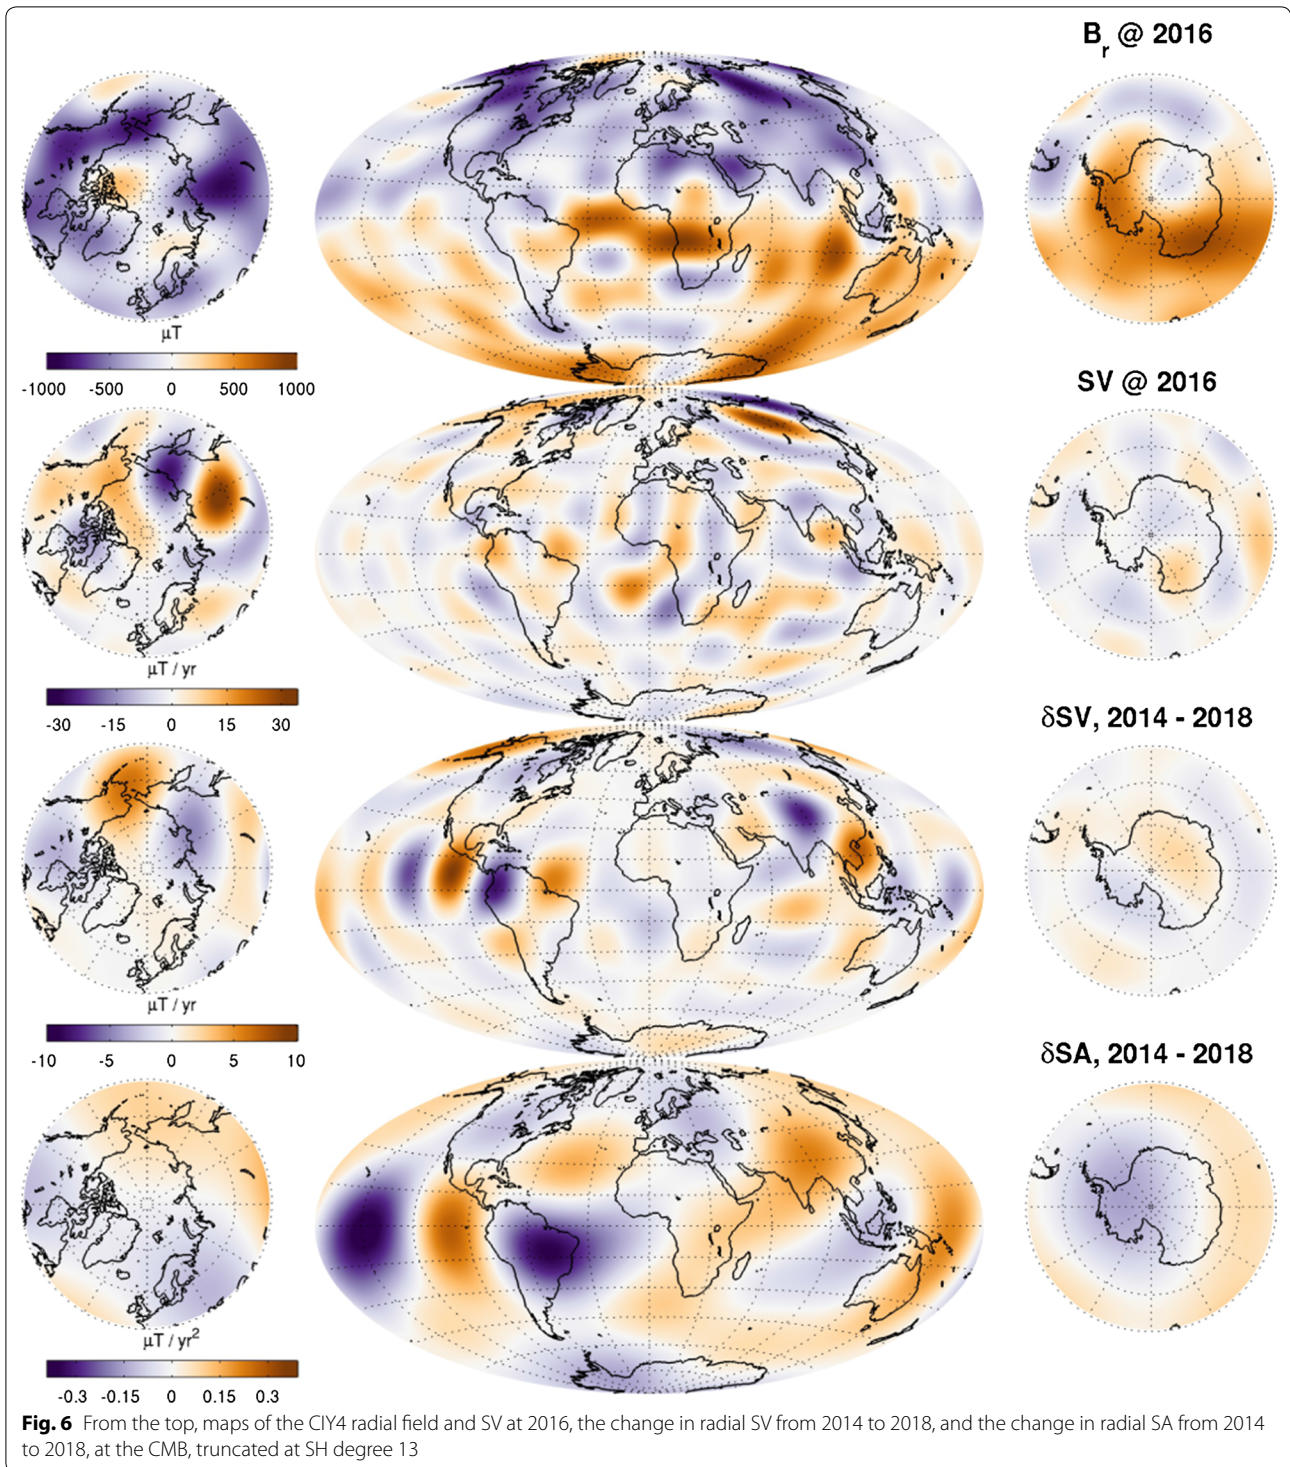 B_r @ 2016
μT
-1000 -500 0 500 1000
SV @ 2016
μT / yr
-30 -15 0 15 30
δSV, 2014 - 2018
μT / yr
-10 -5 0 5 10
δSA, 2014 - 2018
μT / yr²
-0.3 -0.15 0 0.15 0.3
Fig. 6 From the top, maps of the CIY4 radial field and SV at 2016, the change in radial SV from 2014 to 2018, and the change in radial SA from 2014
to 2018, at the CMB, truncated at SH degree 13